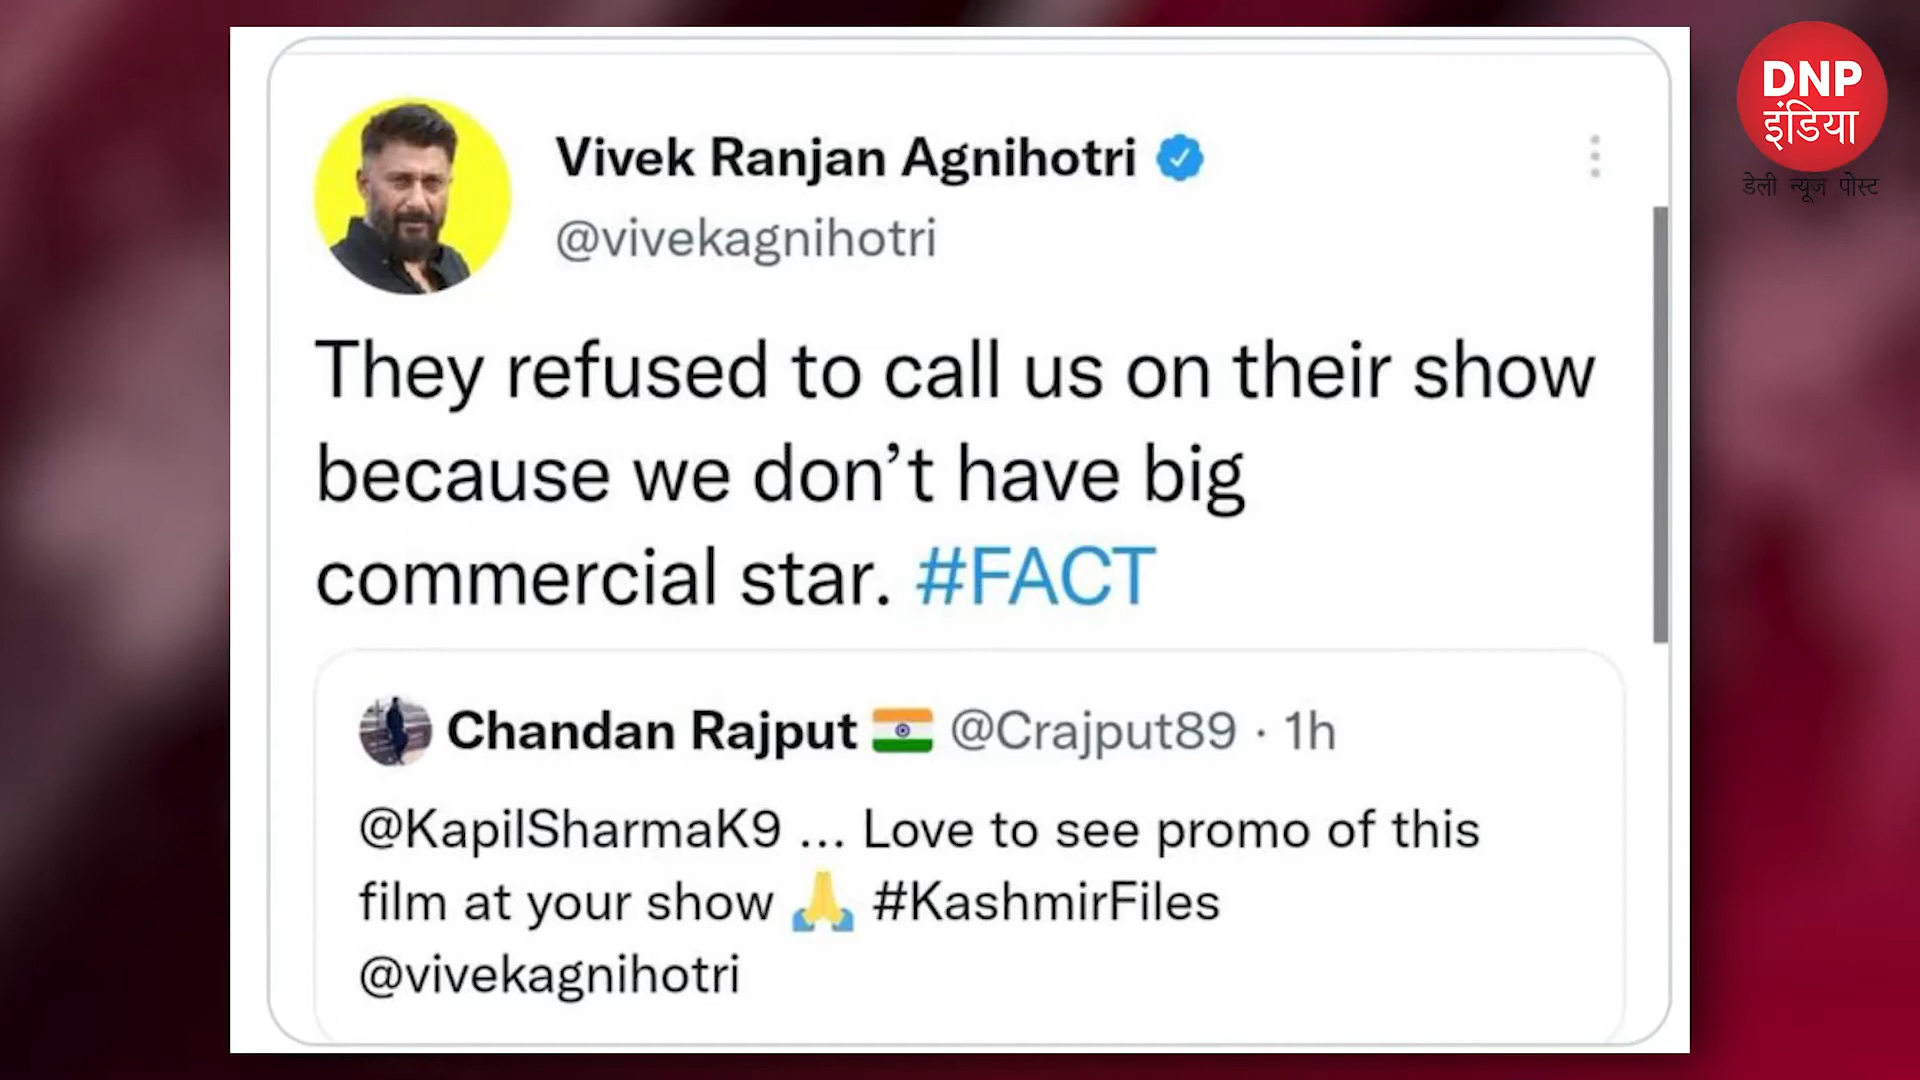 DNP
इंडिया
डेली न्यूज पोस्ट
Vivek Ranjan Agnihotri
@vivekagnihotri
They refused to call us on their show
because we don’t have big
commercial star. #FACT
Chandan Rajput 🇮🇳 @Crajput89 · 1h
@KapilSharmaK9 ... Love to see promo of this
film at your show 🙏 #KashmirFiles
@vivekagnihotri